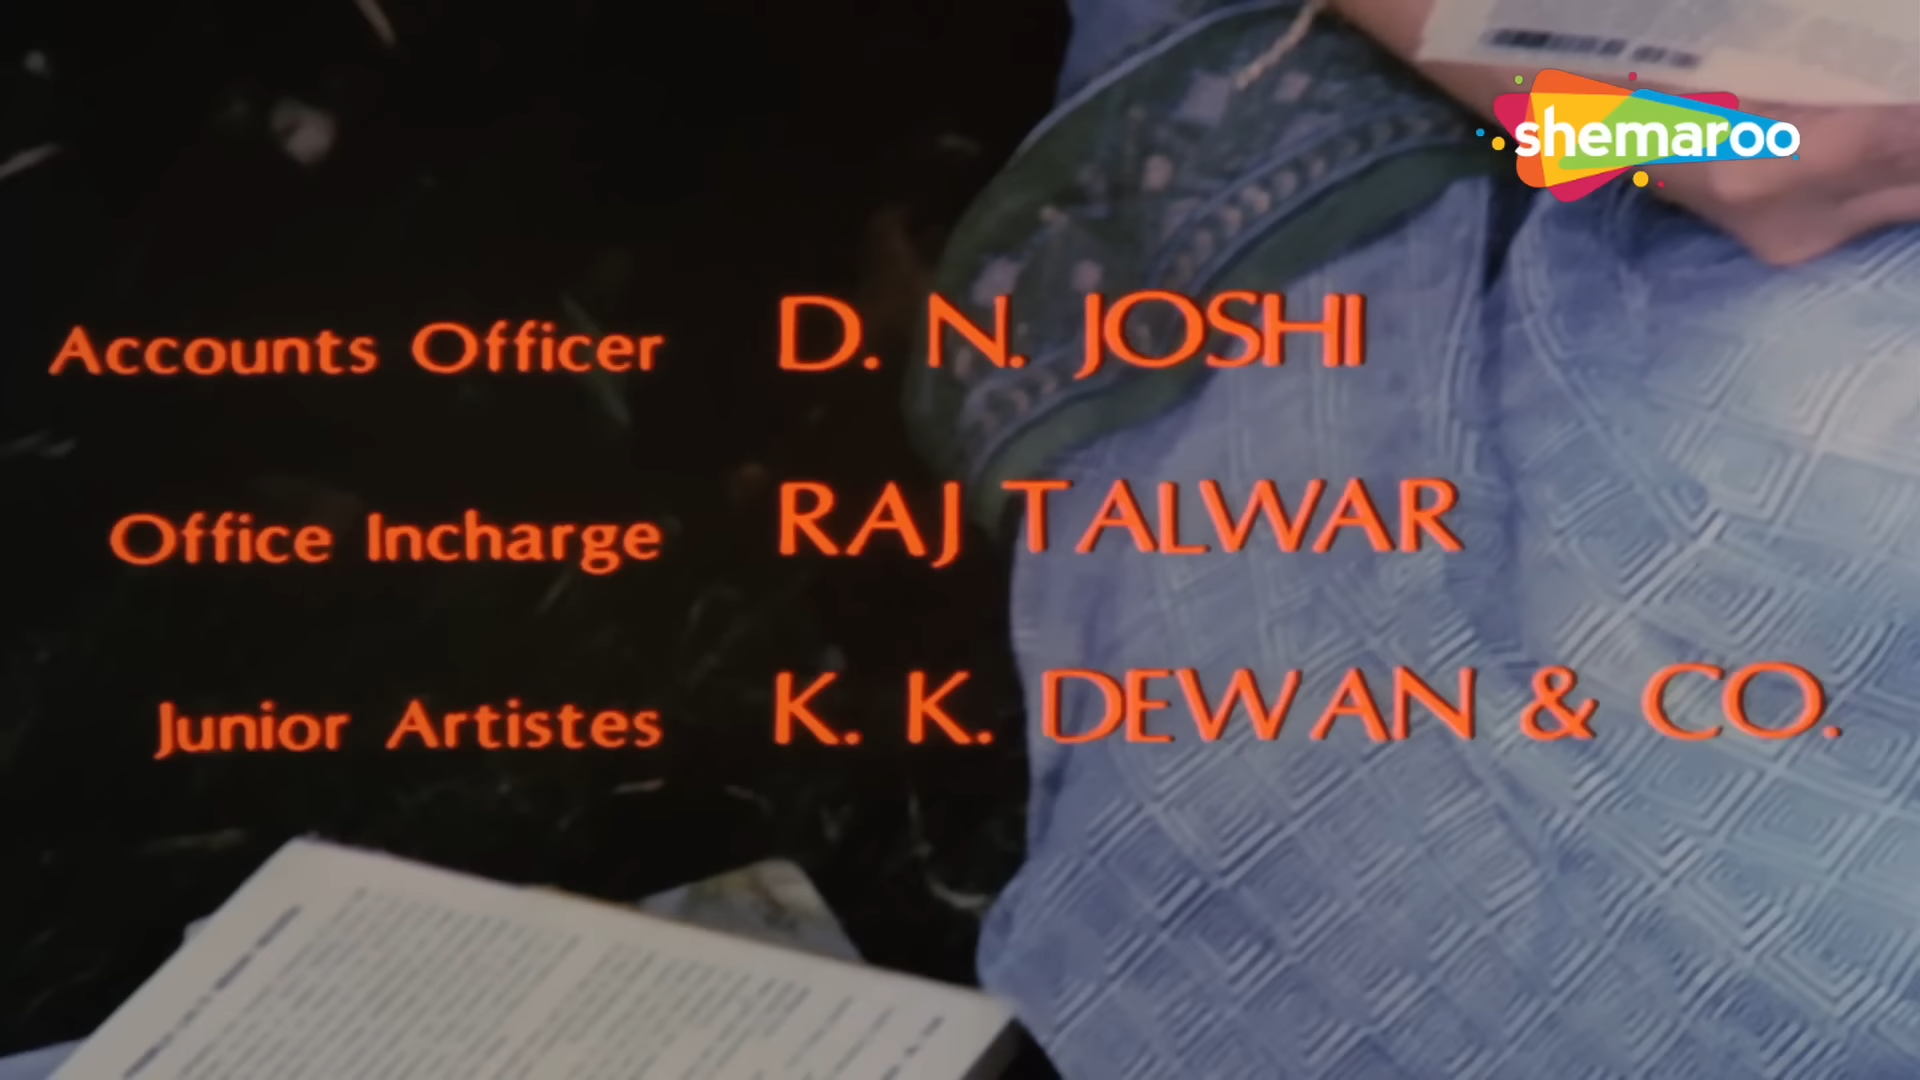 shemaroo
Accounts Officer D. N. JOSHI
Office Incharge RAJ TALWAR
Junior Artistes K. K. DEWAN & CO.